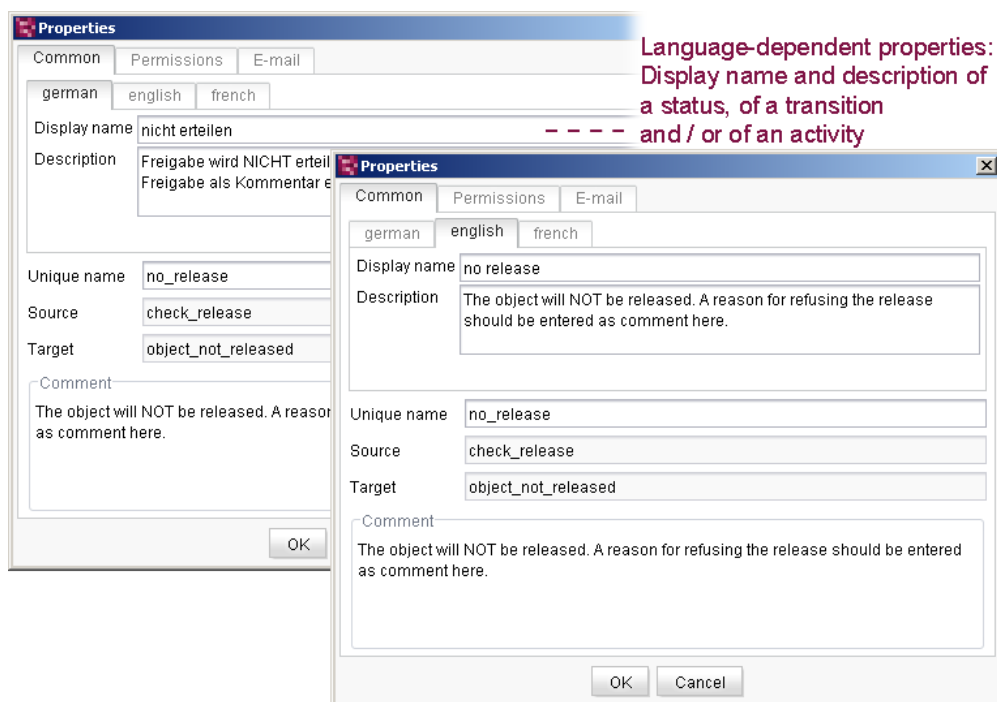 Properties
Common Permissions E-mail
german english french
Display name nicht erteilen
Description Freigabe wird NICHT erteil
Freigabe als Kommentar e
Unique name no_release
Source check_release
Target object_not_released
Comment
The object will NOT be released. A reason
as comment here.
OK
Language-dependent properties:
Display name and description of
a status, of a transition
and / or of an activity
Properties
Common Permissions E-mail
german english french
Display name no release
Description The object will NOT be released. A reason for refusing the release
should be entered as comment here.
Unique name no_release
Source check_release
Target object_not_released
Comment
The object will NOT be released. A reason for refusing the release should be entered
as comment here.
OK Cancel